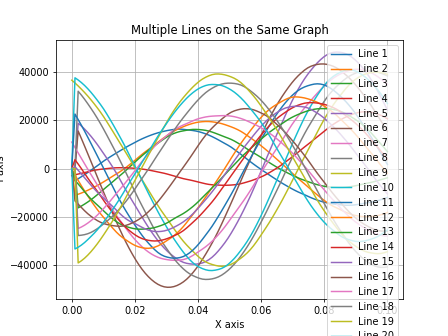 Multiple Lines on the Same Graph
40000
20000
0
−20000
−40000
0.00
0.02
0.04
0.06
X axis
Line 1
Line 2
Line 3
Line 4
Line 5
Line 6
Line 7
Line 8
Line 9
Line 10
Line 11
Line 12
Line 13
Line 14
Line 15
Line 16
Line 17
Line 18
Line 19
Line 20